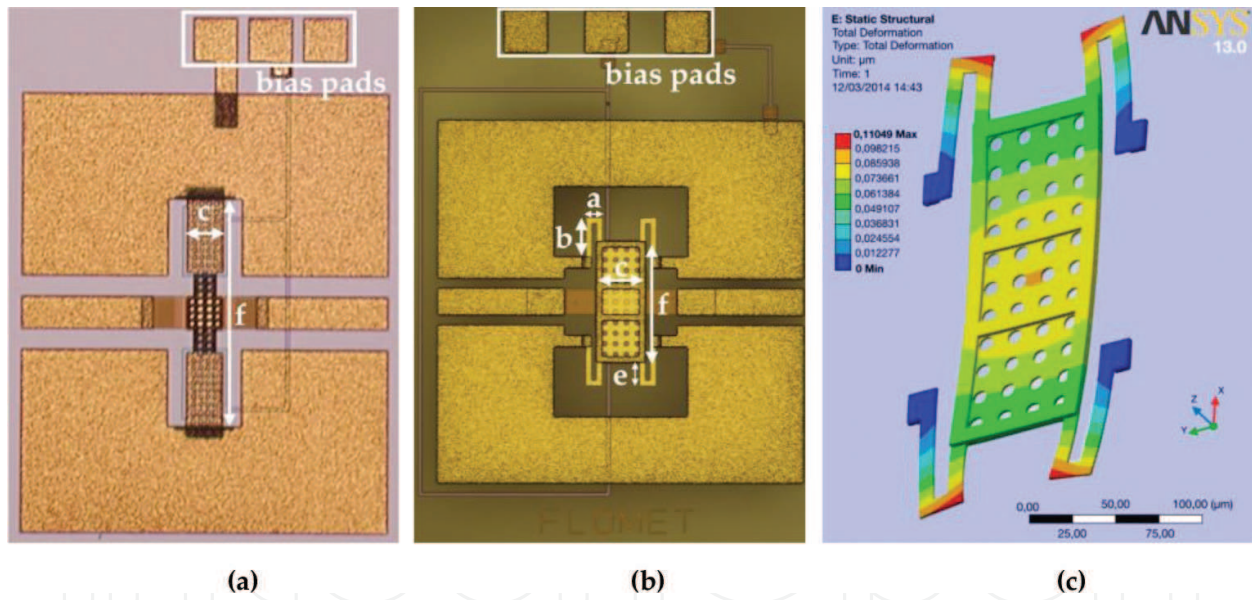 bias pads
c
f
(a)
bias pads
a
b
c
f
e
FLOMET
(b)
E: Static Structural
Total Deformation
Type: Total Deformation
Unit: µm
Time: 1
12/03/2014 14:43
0,11049 Max
0,098215
0,085938
0,073661
0,061384
0,049107
0,036831
0,024554
0,012277
0 Min
ANSYS
13.0
X
Z
Y
0,00 50,00 100,00 (µm)
25,00 75,00
(c)